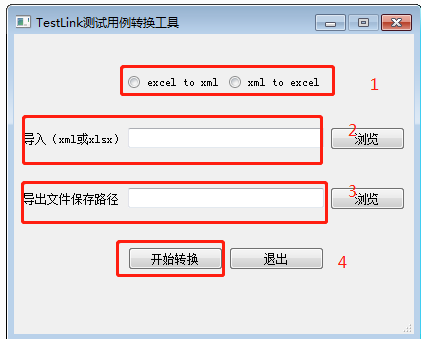 TestLink测试用例转换工具
excel to xml xml to excel 1
导入（xml或xlsx） 浏览 2
导出文件保存路径 浏览 3
开始转换 退出 4